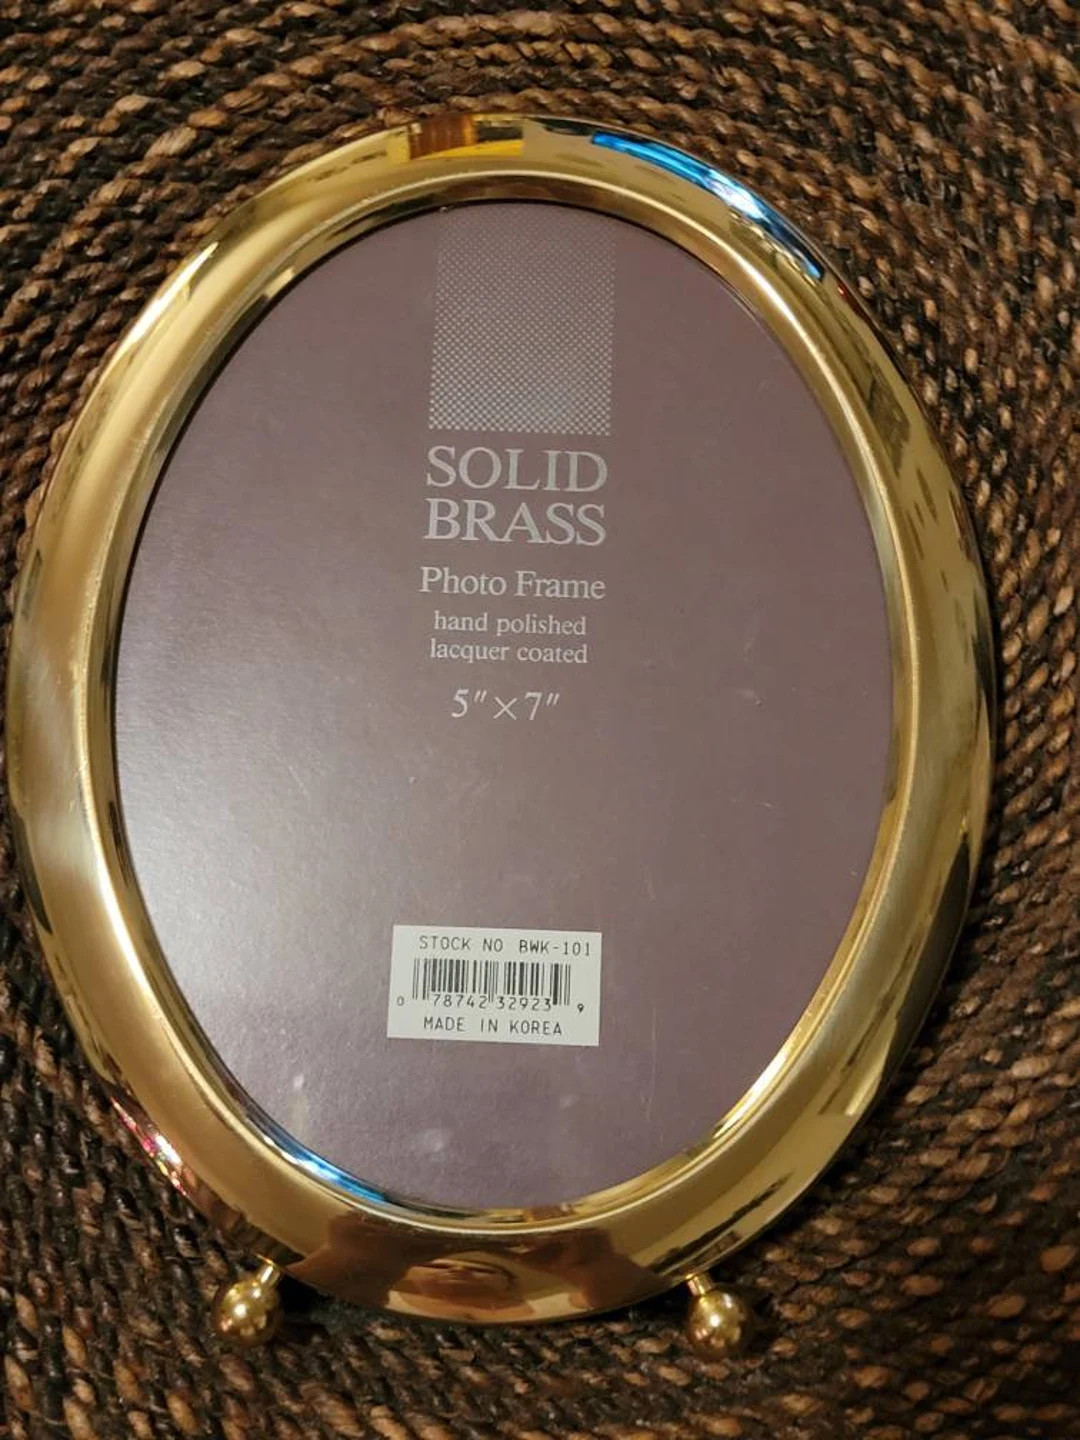 SOLID
BRASS
Photo Frame
hand polished
lacquer coated
5"×7"
STOCK NO BWK-101
0 78742 32923 9
MADE IN KOREA